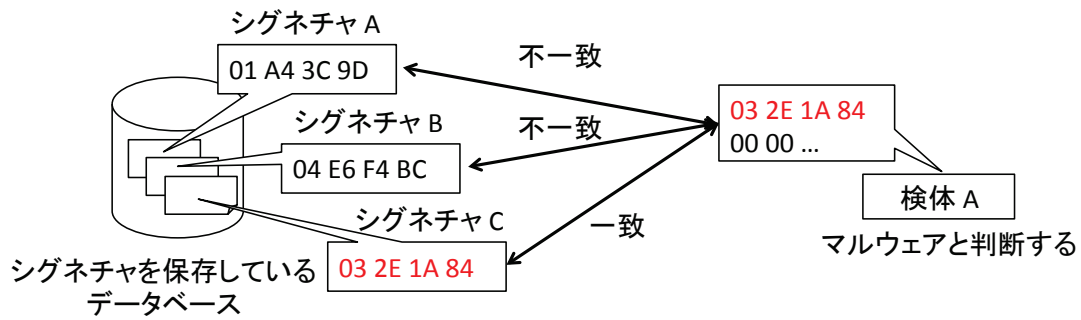 シグネチャ A
01 A4 3C 9D
不一致
シグネチャ B
04 E6 F4 BC
不一致
03 2E 1A 84
00 00 ...
検体 A
マルウェアと判断する
シグネチャ C
03 2E 1A 84
一致
シグネチャを保存している
データベース